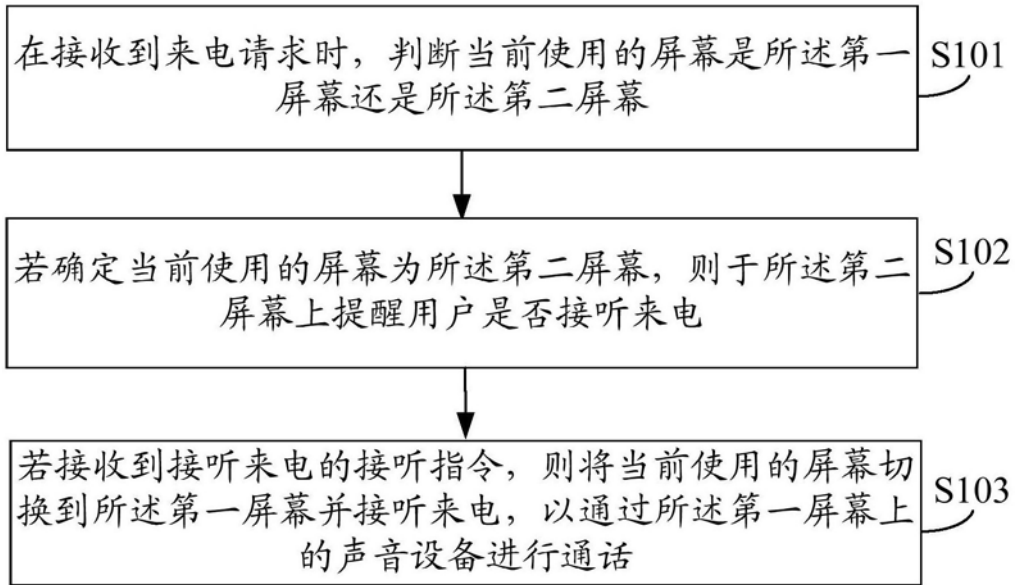 在接收到来电请求时，判断当前使用的屏幕是所述第一
屏幕还是所述第二屏幕
S101
若确定当前使用的屏幕为所述第二屏幕，则于所述第二
屏幕上提醒用户是否接听来电
S102
若接收到接听来电的接听指令，则将当前使用的屏幕切
换到所述第一屏幕并接听来电，以通过所述第一屏幕上
的声音设备进行通话
S103